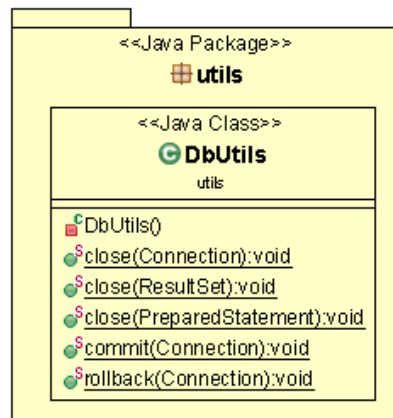 <<Java Package>>
utils
<<Java Class>>
DbUtils
utils
DbUtils()
close(Connection):void
close(ResultSet):void
close(PreparedStatement):void
commit(Connection):void
rollback(Connection):void